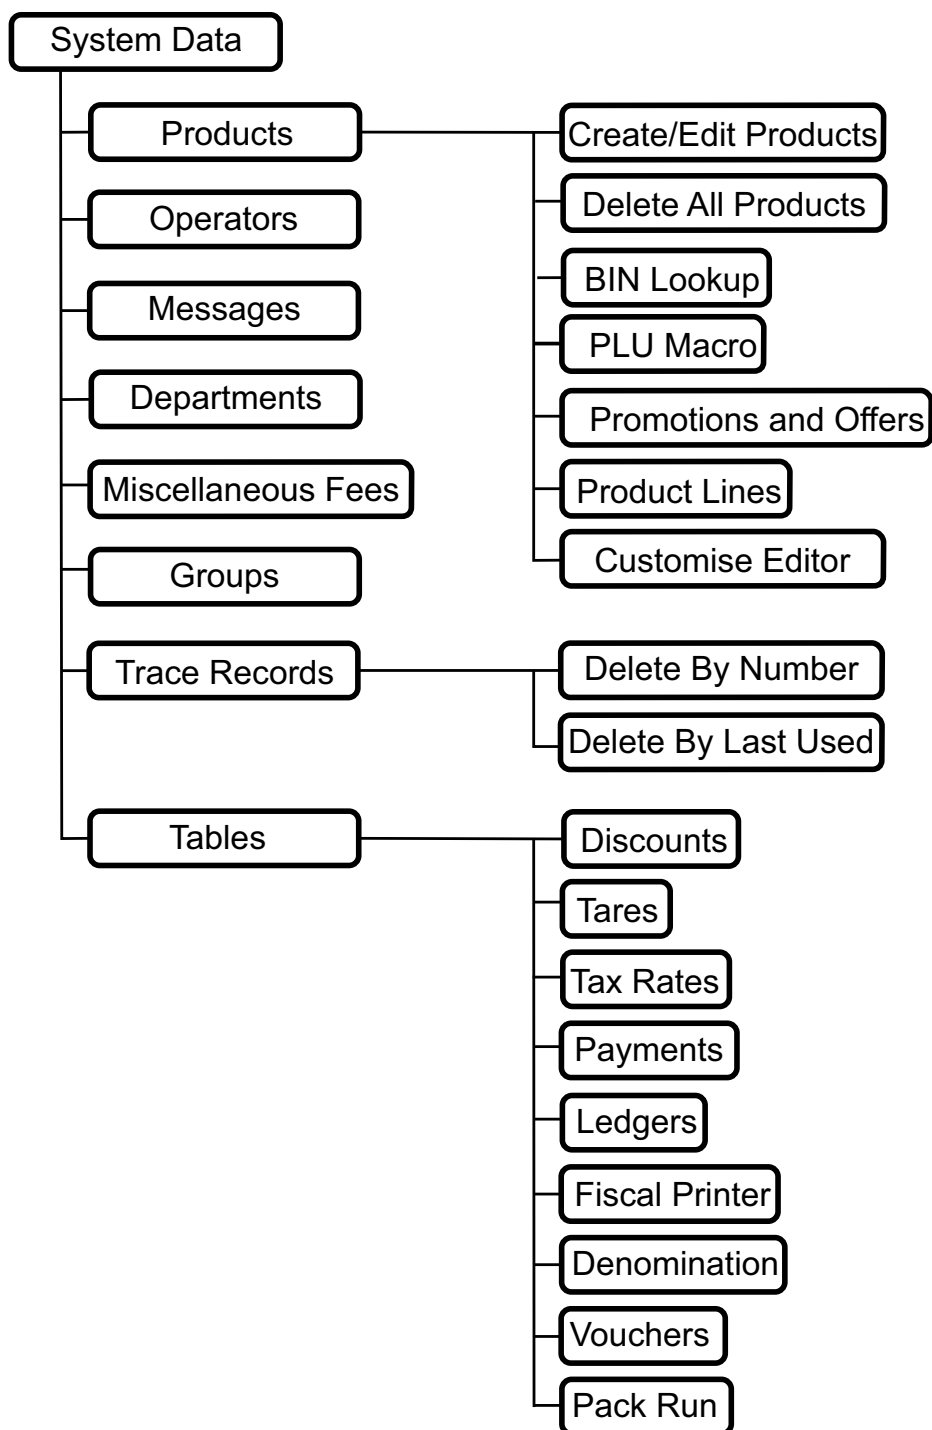 System Data
Products
Create/Edit Products
Delete All Products
BIN Lookup
PLU Macro
Promotions and Offers
Product Lines
Customise Editor
Operators
Messages
Departments
Miscellaneous Fees
Groups
Trace Records
Delete By Number
Delete By Last Used
Tables
Discounts
Tares
Tax Rates
Payments
Ledgers
Fiscal Printer
Denomination
Vouchers
Pack Run